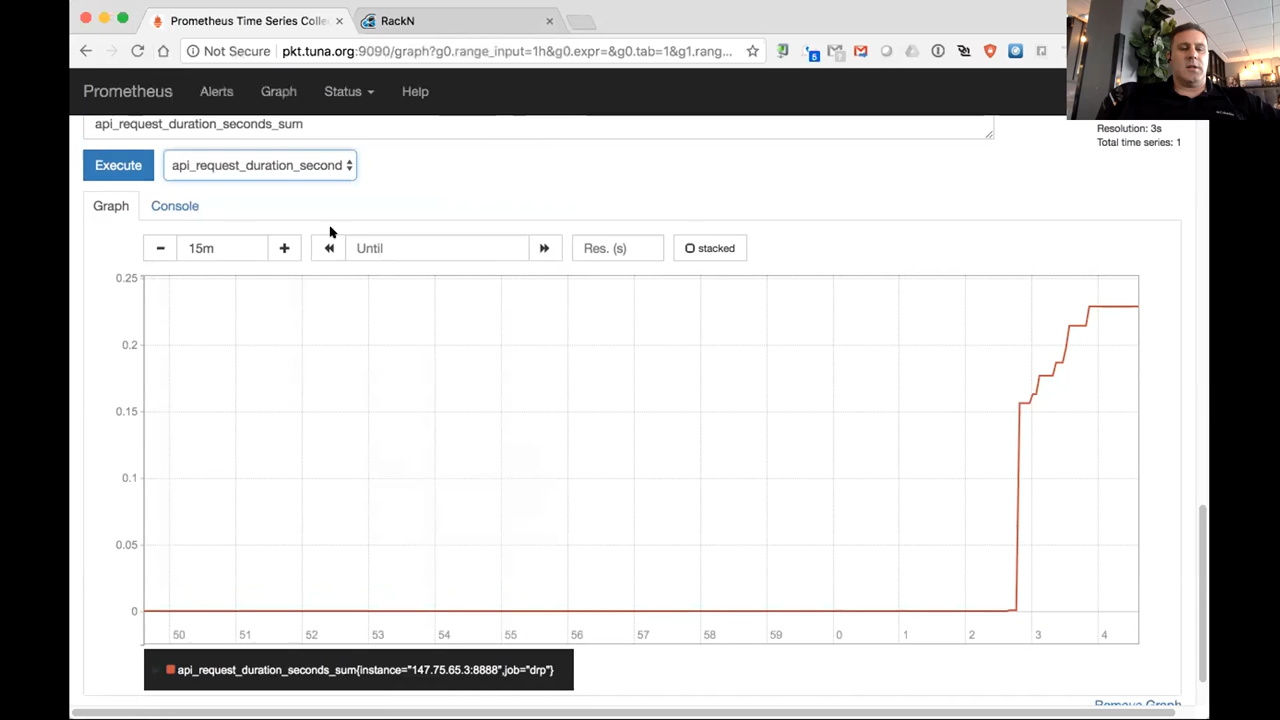 Prometheus Time Series Colle
RackN
Not Secure pkt.tuna.org:9090/graph?g0.range_input=1h&g0.expr=&g0.tab=1&g1.rang...
5
Prometheus Alerts Graph Status Help
api_request_duration_seconds_sum
Resolution: 3s
Total time series: 1
Execute api_request_duration_second
Graph Console
15m Until Res. (s) stacked
0.25
0.2
0.15
0.1
0.05
0
50 51 52 53 54 55 56 57 58 59 0 1 2 3 4
api_request_duration_seconds_sum{instance="147.75.65.3:8888",job="drp"}
Remove Graph